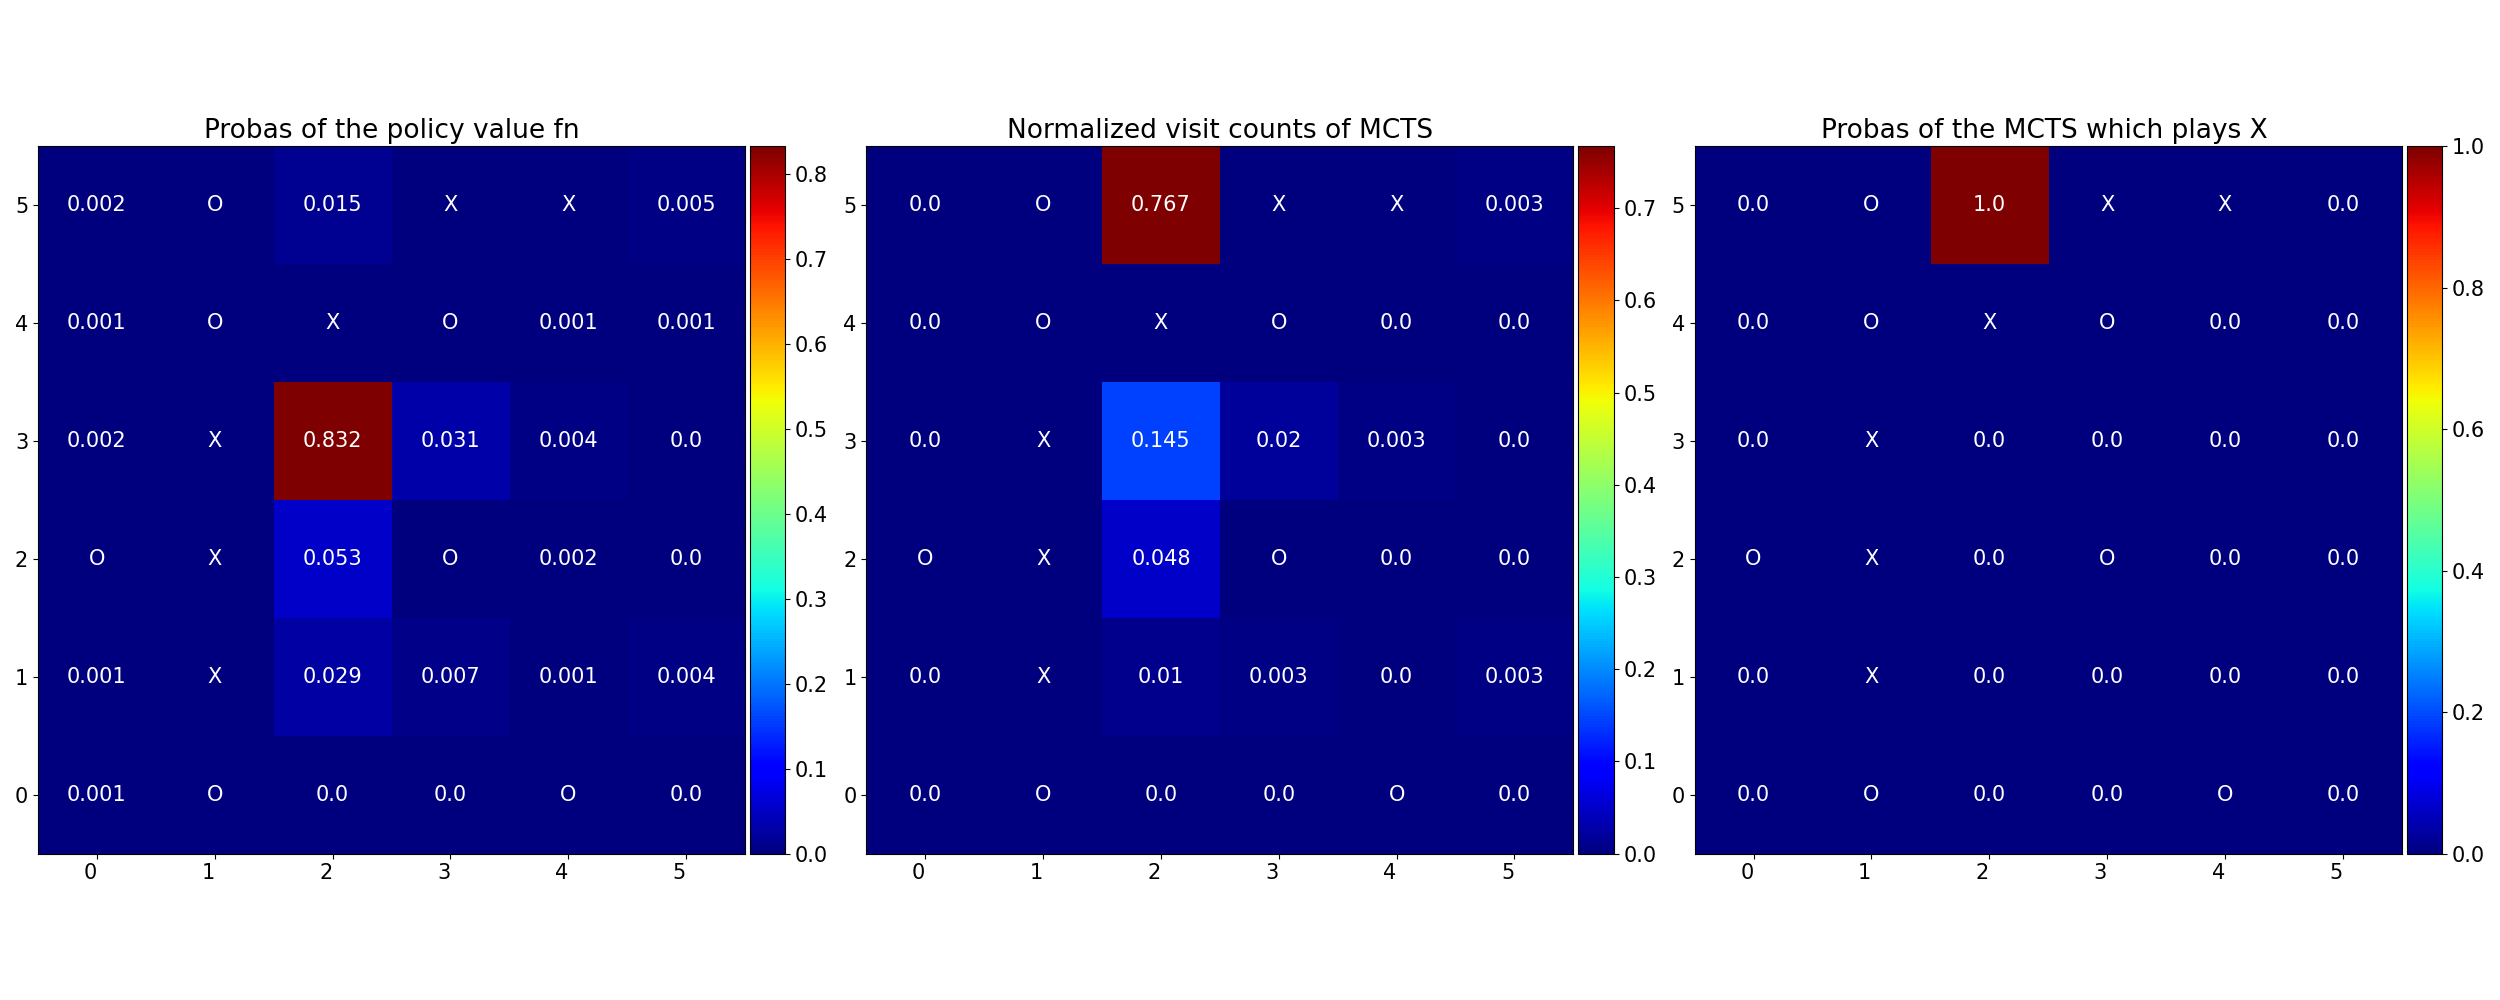 Probas of the policy value fn
5 0.002 O 0.015 X X 0.005
4 0.001 O X O 0.001 0.001
3 0.002 X 0.832 0.031 0.004 0.0
2 O X 0.053 O 0.002 0.0
1 0.001 X 0.029 0.007 0.001 0.004
0 0.001 O 0.0 0.0 O 0.0
0 1 2 3 4 5
0.8
0.7
0.6
0.5
0.4
0.3
0.2
0.1
0.0
Normalized visit counts of MCTS
5 0.0 O 0.767 X X 0.003
4 0.0 O X O 0.0 0.0
3 0.0 X 0.145 0.02 0.003 0.0
2 O X 0.048 O 0.0 0.0
1 0.0 X 0.01 0.003 0.0 0.003
0 0.0 O 0.0 0.0 O 0.0
0 1 2 3 4 5
0.7
0.6
0.5
0.4
0.3
0.2
0.1
0.0
Probas of the MCTS which plays X
5 0.0 O 1.0 X X 0.0
4 0.0 O X O 0.0 0.0
3 0.0 X 0.0 0.0 0.0 0.0
2 O X 0.0 O 0.0 0.0
1 0.0 X 0.0 0.0 0.0 0.0
0 0.0 O 0.0 0.0 O 0.0
0 1 2 3 4 5
1.0
0.8
0.6
0.4
0.2
0.0